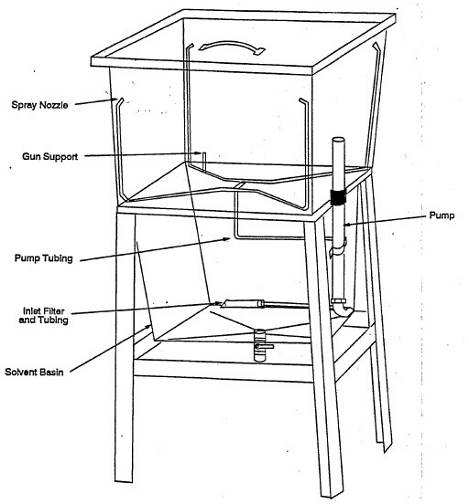 Spray Nozzle
Gun Support
Pump
Pump Tubing
Inlet Filter
and Tubing
Solvent Basin